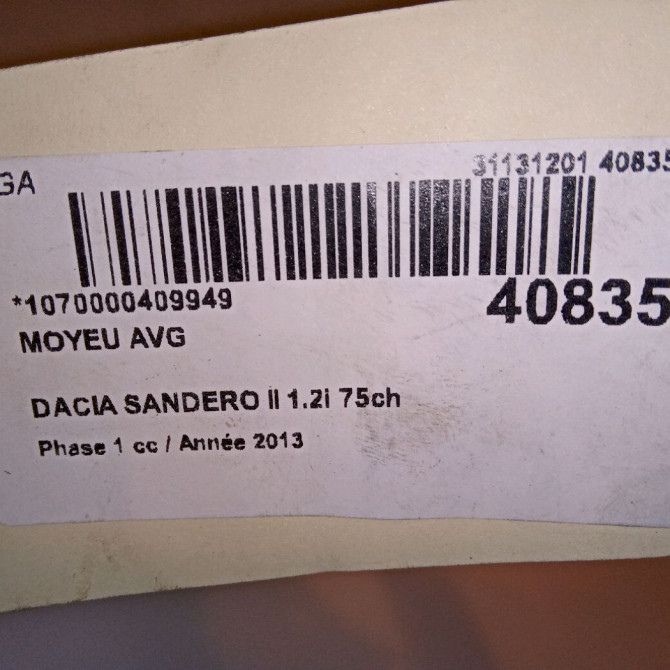 GA
31131201 40835
*1070000409949
40835
MOYEU AVG
DACIA SANDERO II 1.2i 75ch
Phase 1 cc / Année 2013